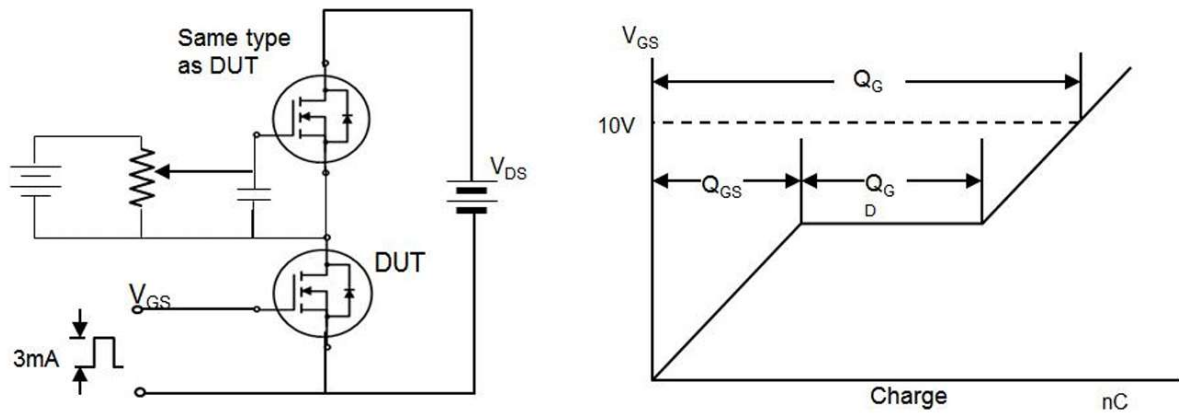 Same type
as DUT
V_DS
DUT
V_GS
3mA
V_GS
Q_G
10V
Q_GS
Q_G
D
Charge
nC